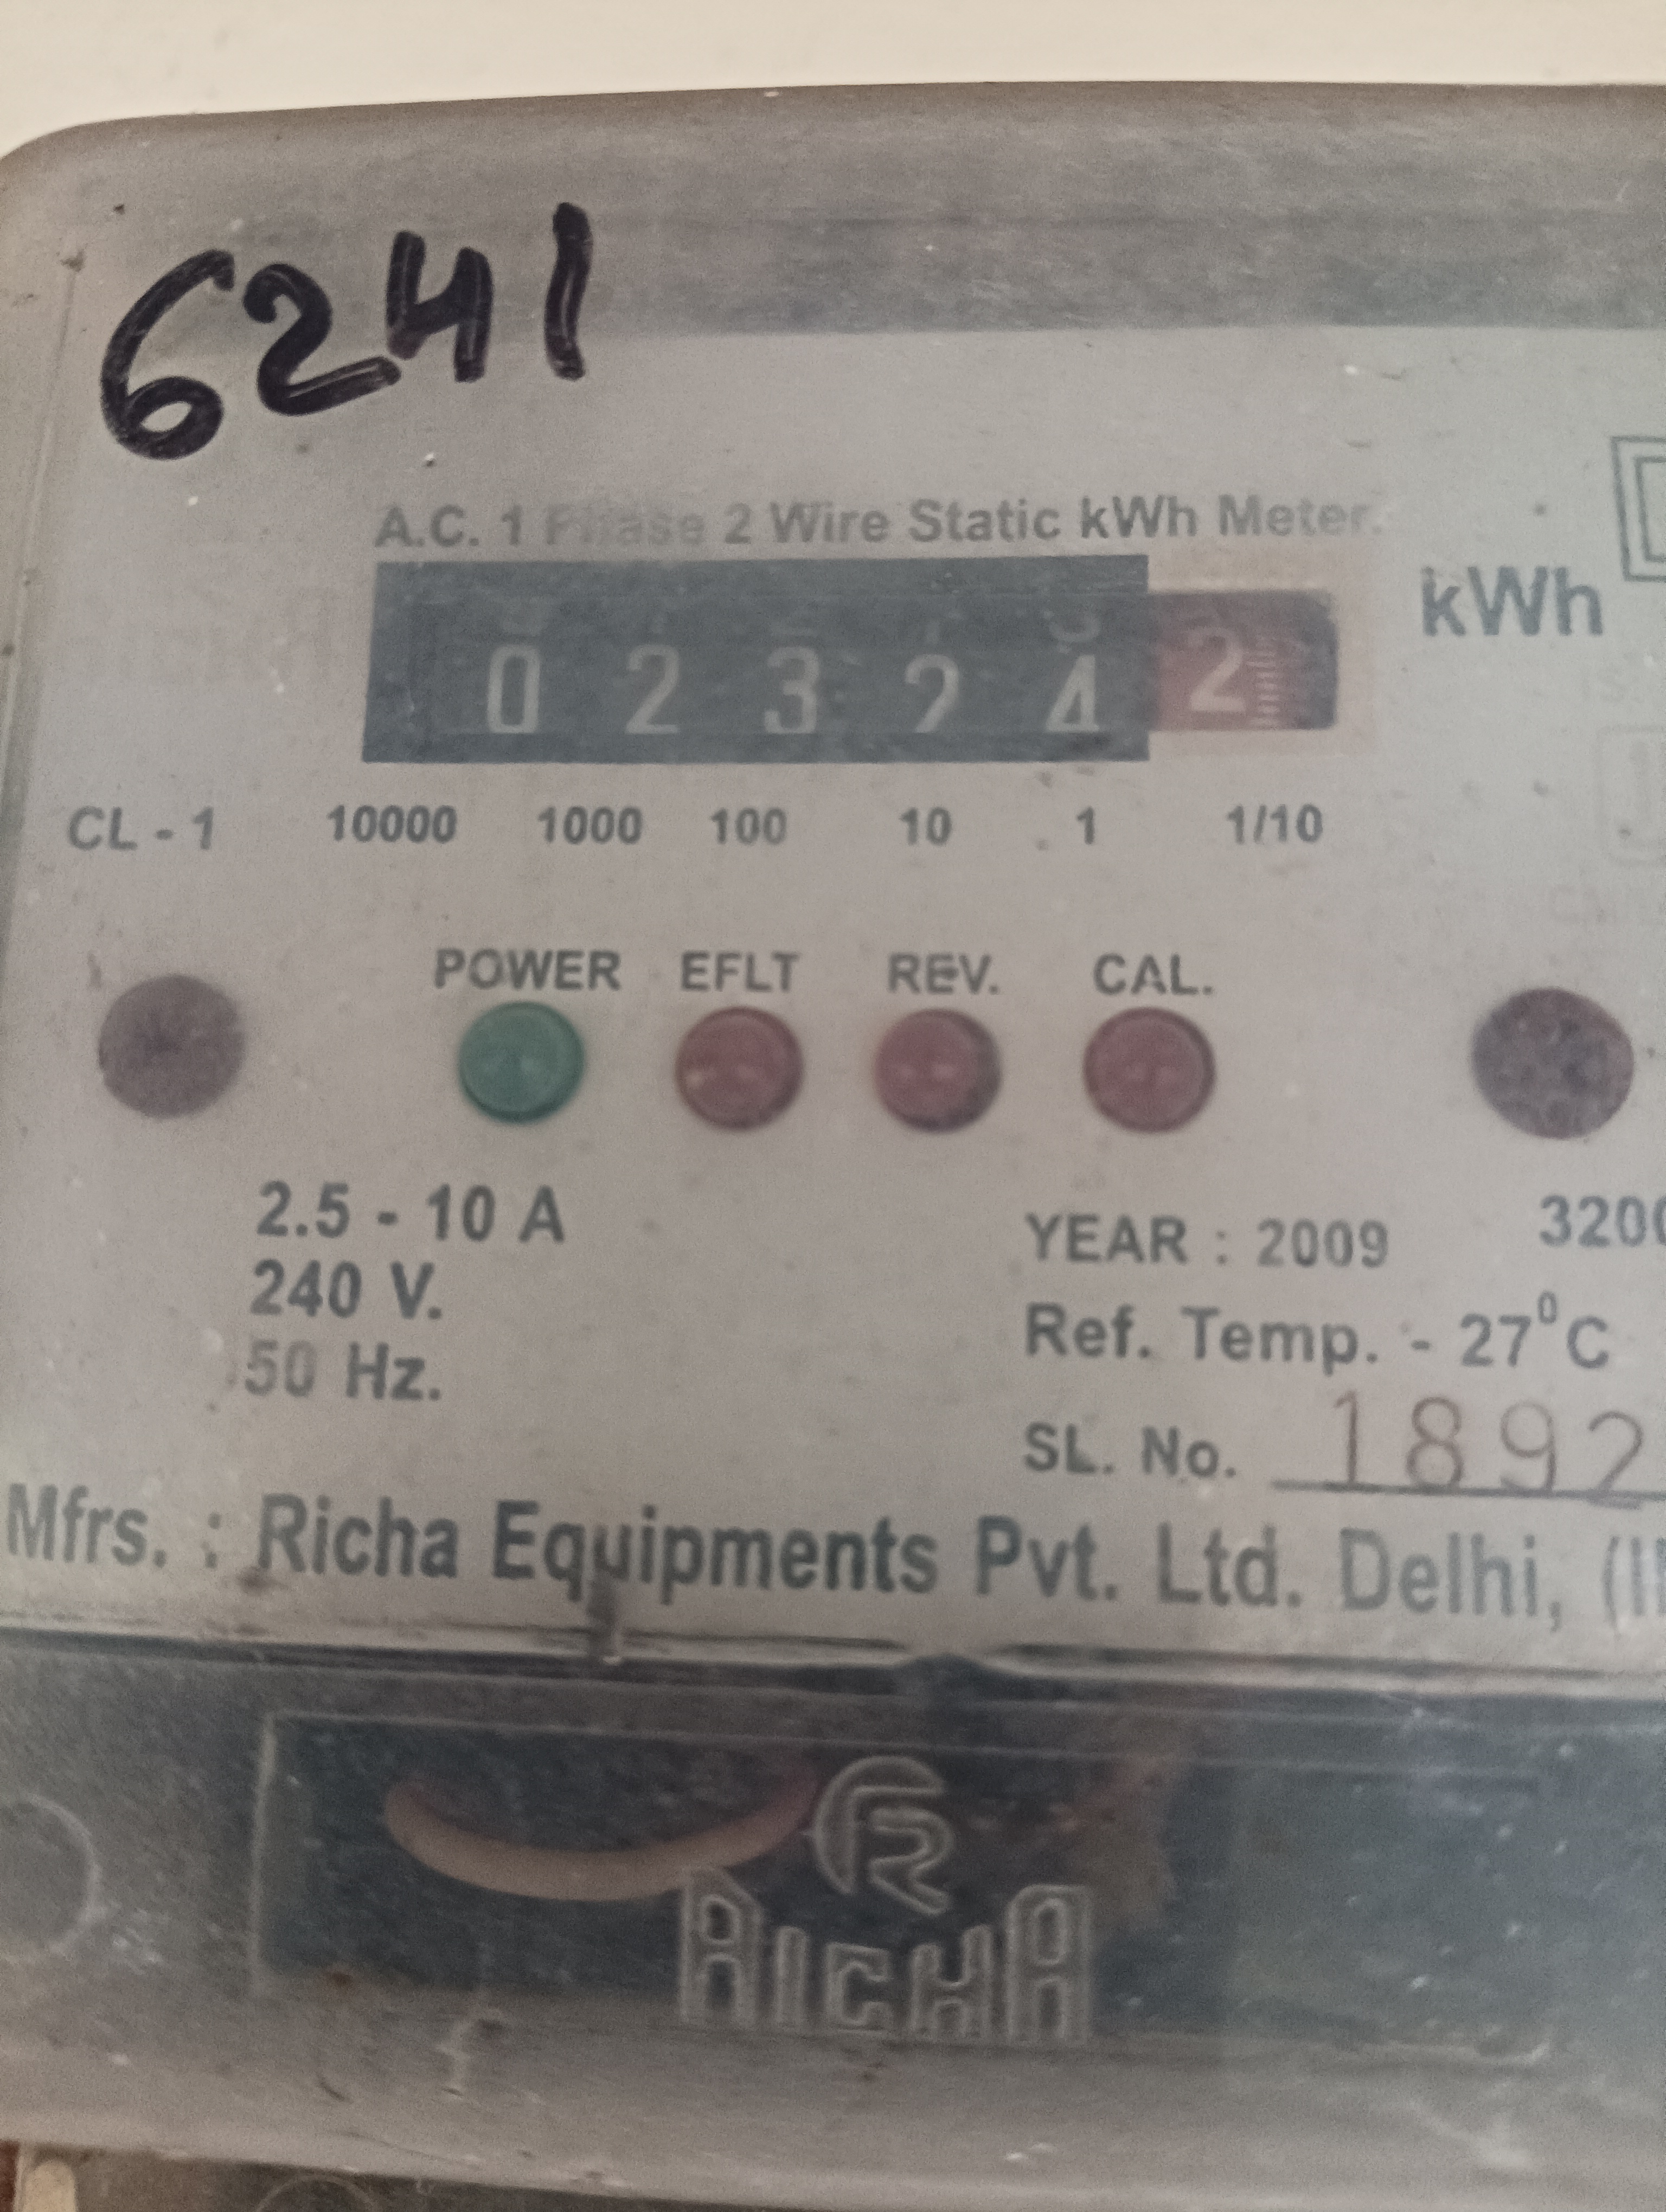 6241
A.C. 1 Phase 2 Wire Static kWh Meter.
0 2 3 2 4 2 kWh
CL - 1 10000 1000 100 10 1 1/10
POWER EFLT REV. CAL.
2.5 - 10 A
240 V.
50 Hz.
YEAR : 2009 3200
Ref. Temp. - 27⁰C
SL. No. 1892
Mfrs. : Richa Equipments Pvt. Ltd. Delhi,
RICHA